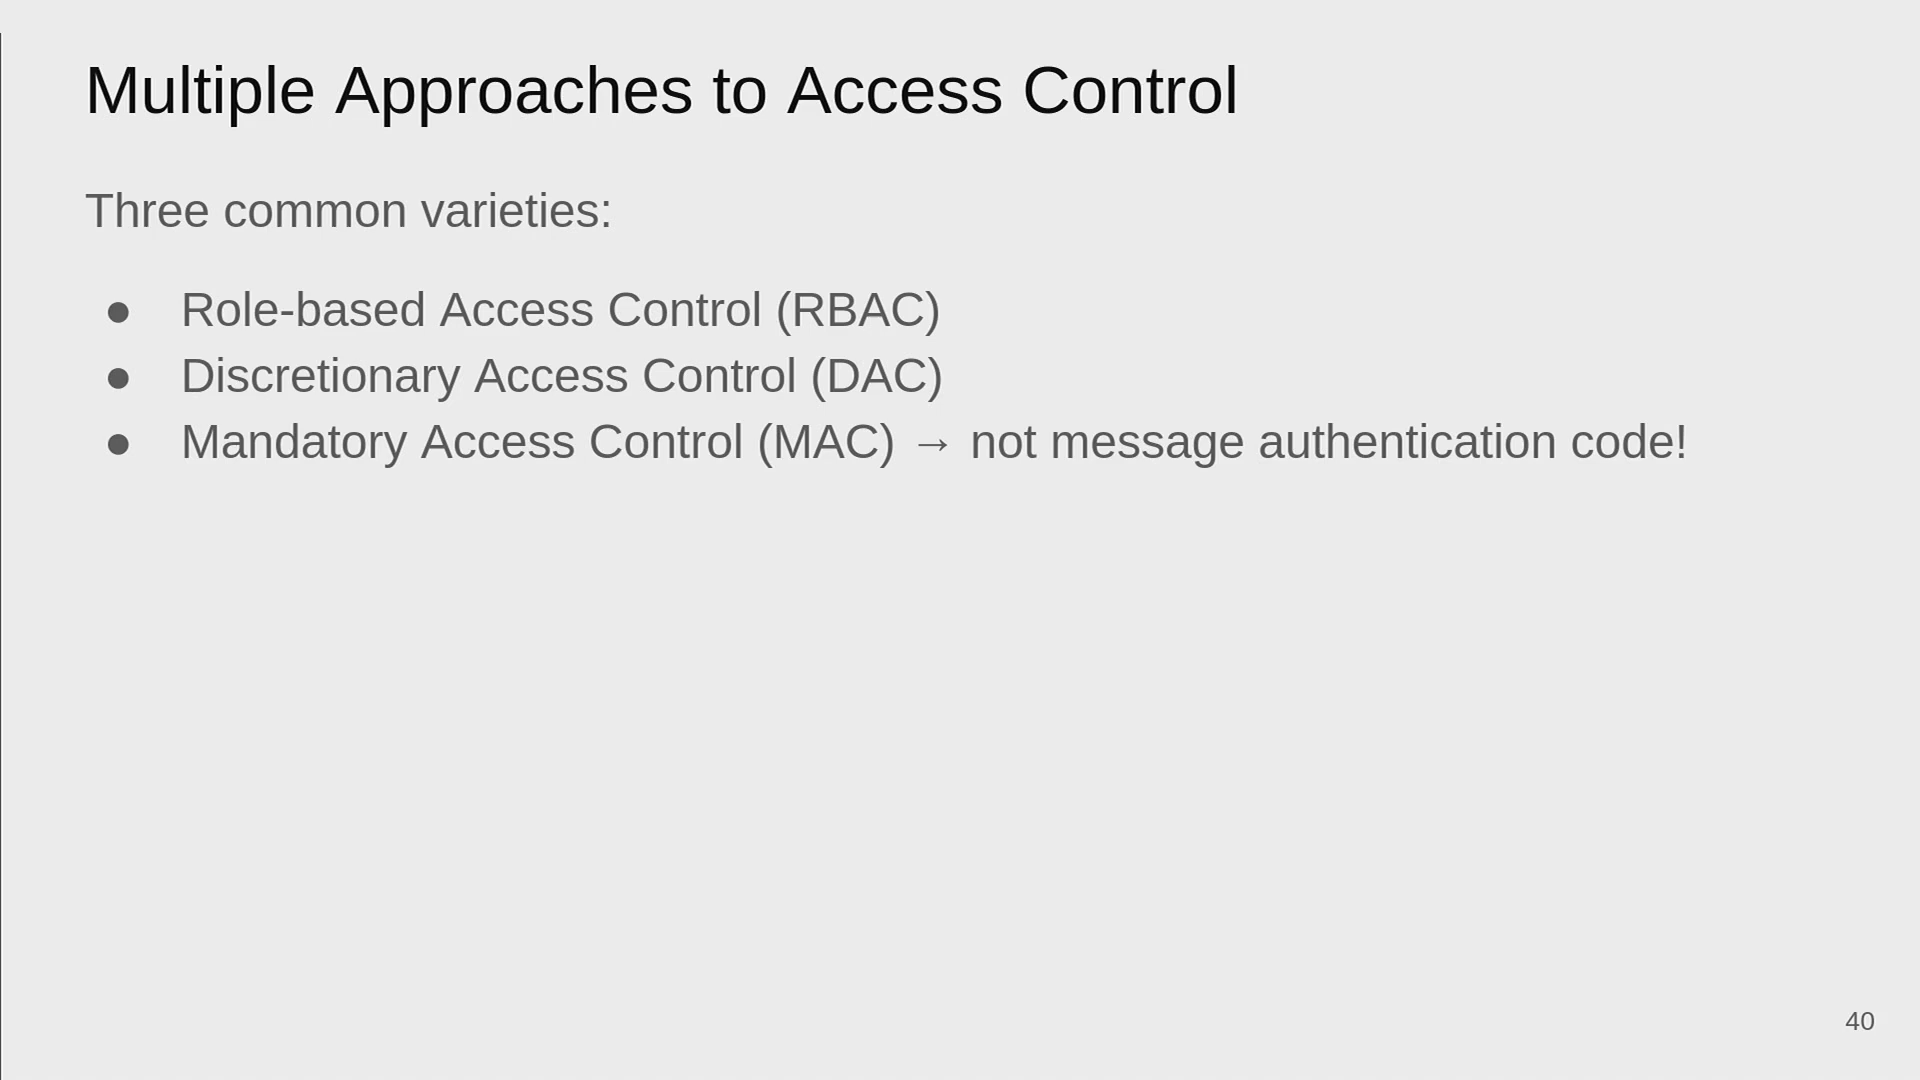 Multiple Approaches to Access Control
Three common varieties:
● Role-based Access Control (RBAC)
● Discretionary Access Control (DAC)
● Mandatory Access Control (MAC) → not message authentication code!
40